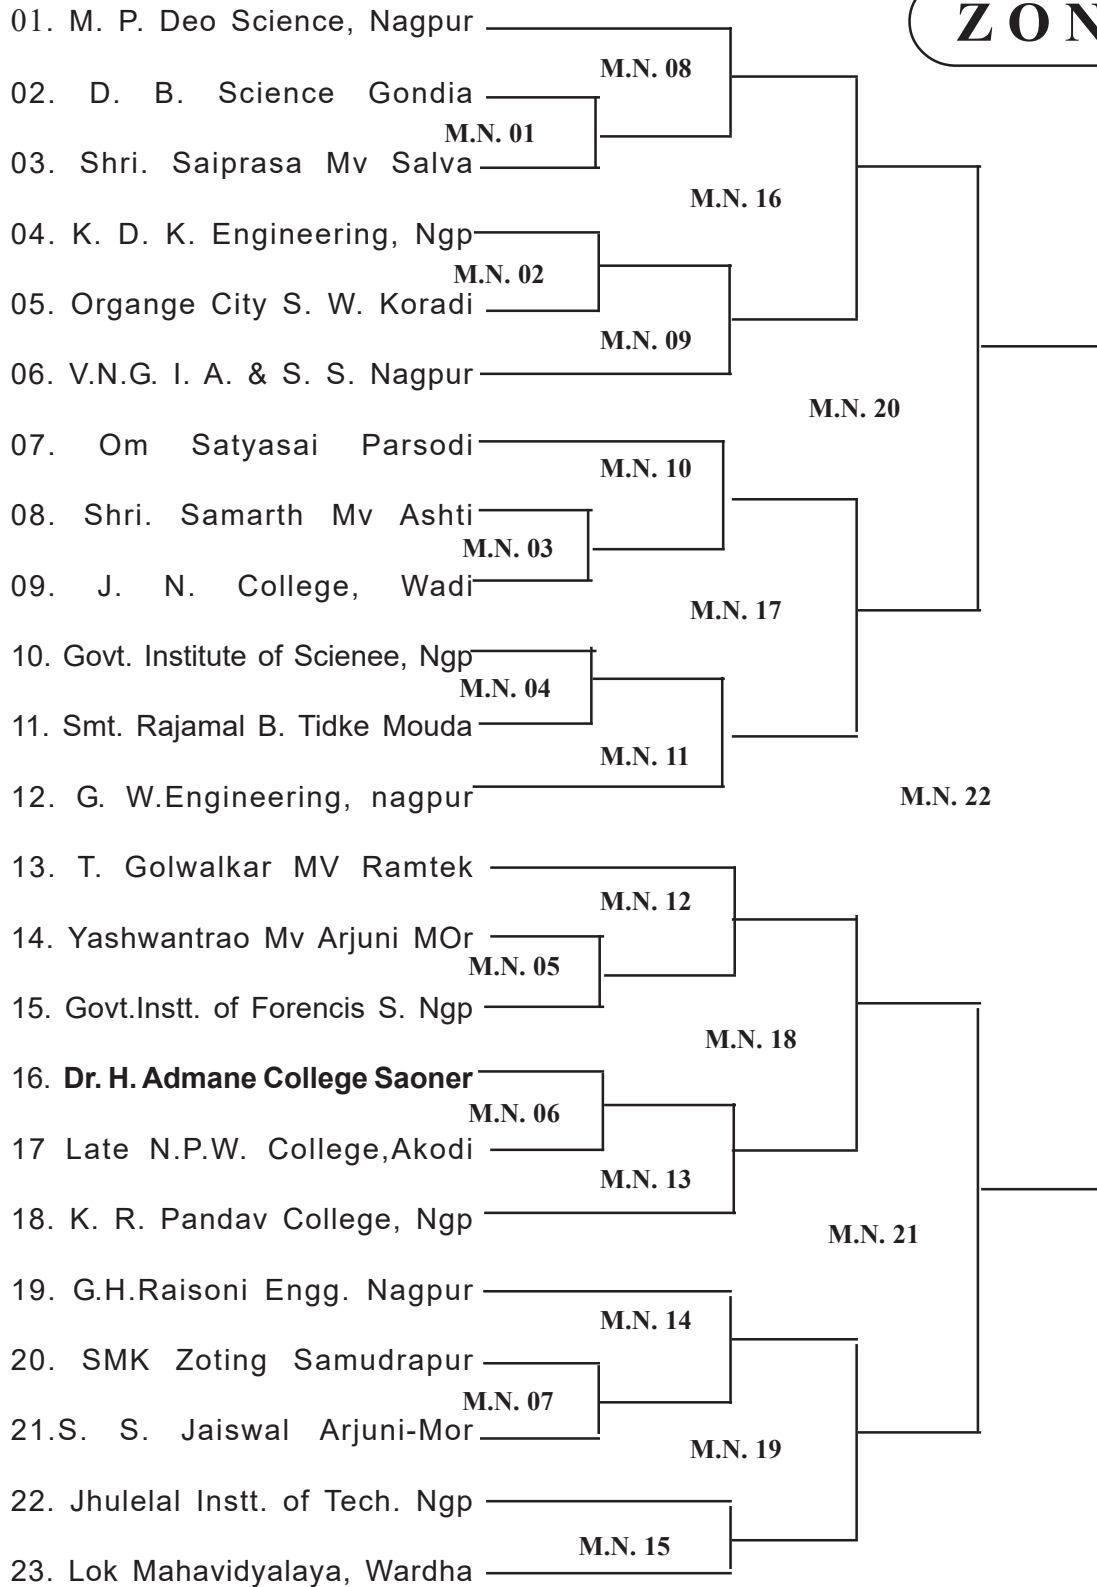 Z O N
01. M. P. Deo Science, Nagpur
M.N. 08
02. D. B. Science Gondia
M.N. 01
03. Shri. Saiprasa Mv Salva
M.N. 16
04. K. D. K. Engineering, Ngp
M.N. 02
05. Organge City S. W. Koradi
M.N. 09
06. V.N.G. I. A. & S. S. Nagpur
M.N. 20
07. Om Satyasai Parsodi
M.N. 10
08. Shri. Samarth Mv Ashti
M.N. 03
09. J. N. College, Wadi
M.N. 17
10. Govt. Institute of Scienee, Ngp
M.N. 04
11. Smt. Rajamal B. Tidke Mouda
M.N. 11
12. G. W.Engineering, nagpur
M.N. 22
13. T. Golwalkar MV Ramtek
M.N. 12
14. Yashwantrao Mv Arjuni MOr
M.N. 05
15. Govt.Instt. of Forencis S. Ngp
M.N. 18
16. Dr. H. Admane College Saoner
M.N. 06
17 Late N.P.W. College,Akodi
M.N. 13
18. K. R. Pandav College, Ngp
M.N. 21
19. G.H.Raisoni Engg. Nagpur
M.N. 14
20. SMK Zoting Samudrapur
M.N. 07
21.S. S. Jaiswal Arjuni-Mor
M.N. 19
22. Jhulelal Instt. of Tech. Ngp
M.N. 15
23. Lok Mahavidyalaya, Wardha